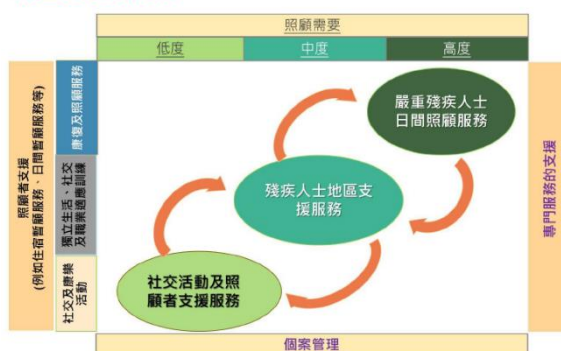 照顧需要
低度
中度
高度
照顧者支援
(例如住宿暫顧服務、日間暫顧服務等)
康復及照顧服務
獨立生活、社交
及職業適應訓練
社交及康樂
活動
嚴重殘疾人士
日間照顧服務
殘疾人士地區支
援服務
社交活動及照
顧者支援服務
專門服務的支援
個案管理